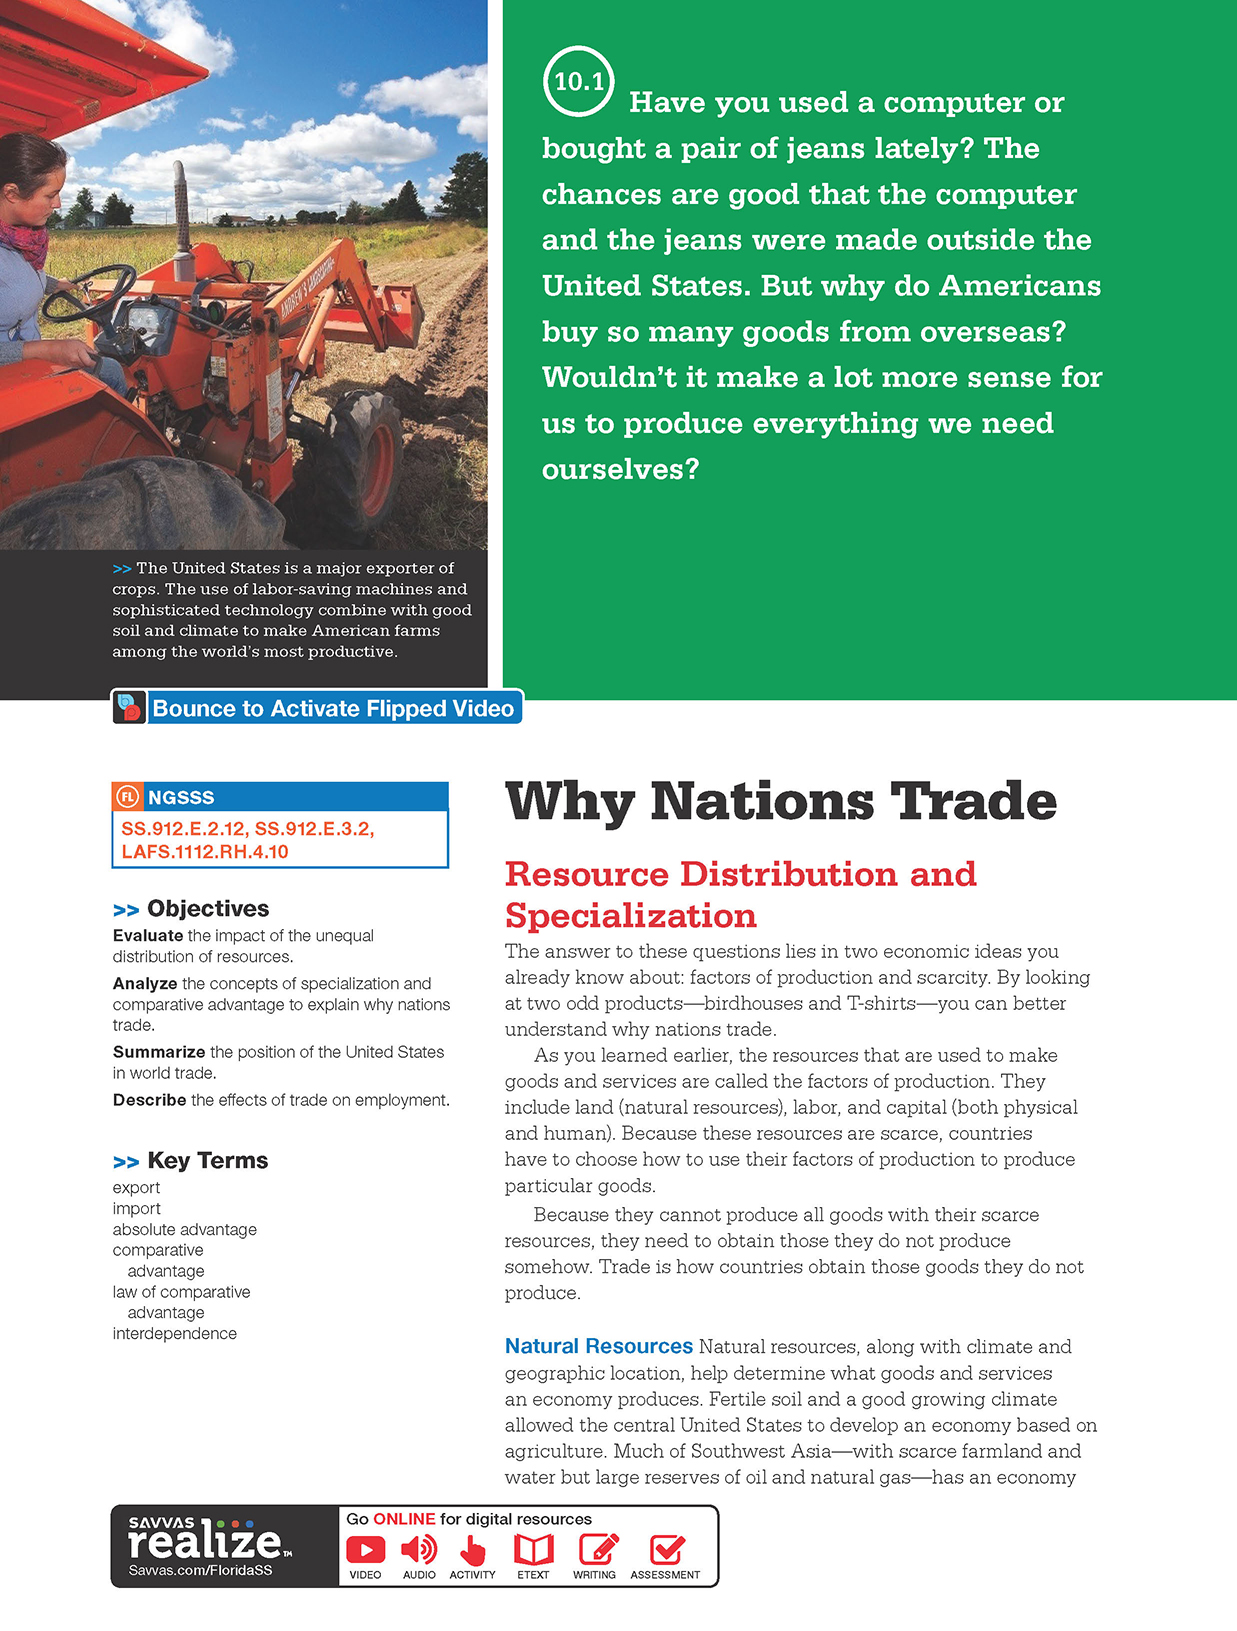 10.1
Have you used a computer or
bought a pair of jeans lately? The
chances are good that the computer
and the jeans were made outside the
United States. But why do Americans
buy so many goods from overseas?
Wouldn’t it make a lot more sense for
us to produce everything we need
ourselves?
ANDSEN'S LANDSCAPING
>> The United States is a major exporter of
crops. The use of labor-saving machines and
sophisticated technology combine with good
soil and climate to make American farms
among the world’s most productive.
Bounce to Activate Flipped Video
FL NGSSS
SS.912.E.2.12, SS.912.E.3.2,
LAFS.1112.RH.4.10
>> Objectives
Evaluate the impact of the unequal
distribution of resources.
Analyze the concepts of specialization and
comparative advantage to explain why nations
trade.
Summarize the position of the United States
in world trade.
Describe the effects of trade on employment.
>> Key Terms
export
import
absolute advantage
comparative
advantage
law of comparative
advantage
interdependence
Why Nations Trade
Resource Distribution and
Specialization
The answer to these questions lies in two economic ideas you
already know about: factors of production and scarcity. By looking
at two odd products—birdhouses and T-shirts—you can better
understand why nations trade.
As you learned earlier, the resources that are used to make
goods and services are called the factors of production. They
include land (natural resources), labor, and capital (both physical
and human). Because these resources are scarce, countries
have to choose how to use their factors of production to produce
particular goods.
Because they cannot produce all goods with their scarce
resources, they need to obtain those they do not produce
somehow. Trade is how countries obtain those goods they do not
produce.
Natural Resources Natural resources, along with climate and
geographic location, help determine what goods and services
an economy produces. Fertile soil and a good growing climate
allowed the central United States to develop an economy based on
agriculture. Much of Southwest Asia—with scarce farmland and
water but large reserves of oil and natural gas—has an economy
SAVVAS
realize™
Savvas.com/FloridaSS
Go ONLINE for digital resources
VIDEO AUDIO ACTIVITY ETEXT WRITING ASSESSMENT